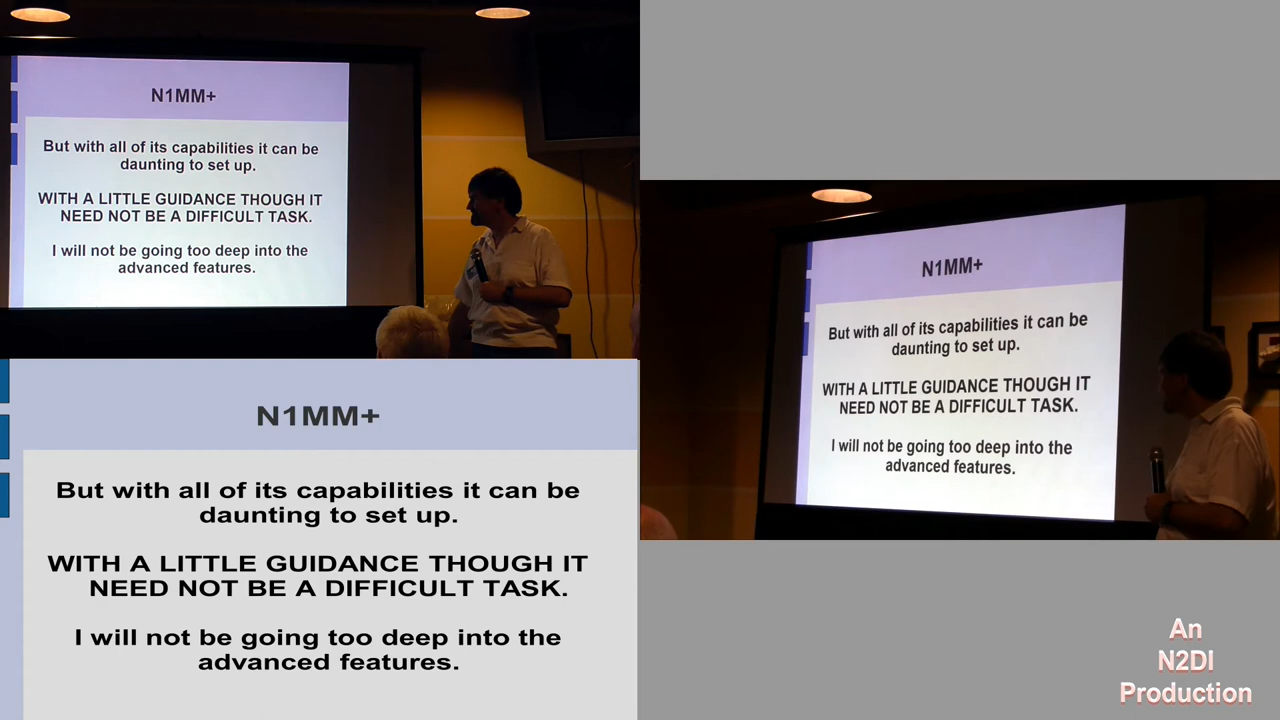 N1MM+
But with all of its capabilities it can be
daunting to set up.
WITH A LITTLE GUIDANCE THOUGH IT
NEED NOT BE A DIFFICULT TASK.
I will not be going too deep into the
advanced features.
N1MM+
But with all of its capabilities it can be
daunting to set up.
WITH A LITTLE GUIDANCE THOUGH IT
NEED NOT BE A DIFFICULT TASK.
I will not be going too deep into the
advanced features.
N1MM+
But with all of its capabilities it can be
daunting to set up.
WITH A LITTLE GUIDANCE THOUGH IT
NEED NOT BE A DIFFICULT TASK.
I will not be going too deep into the
advanced features.
An
N2DI
Production